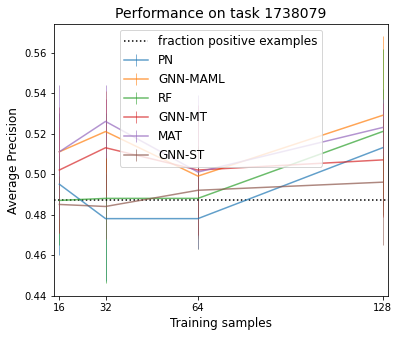 Performance on task 1738079
fraction positive examples
PN
GNN-MAML
RF
GNN-MT
MAT
GNN-ST
Average Precision
0.56
0.54
0.52
0.50
0.48
0.46
0.44
16
32
64
128
Training samples